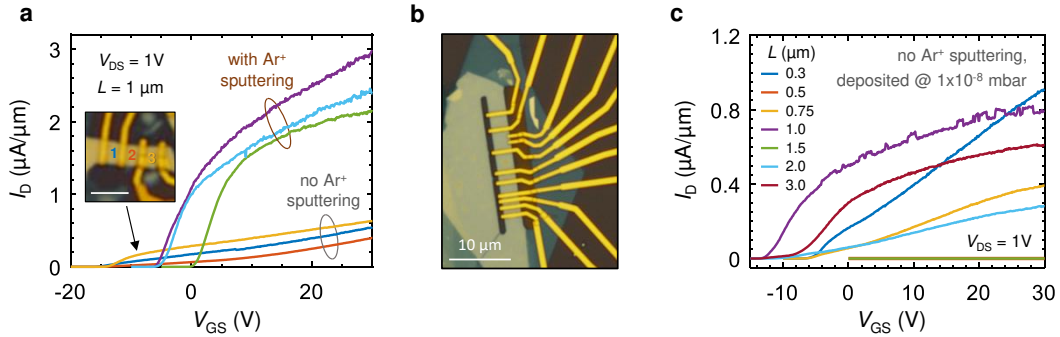 a
V_DS = 1V
L = 1 µm
with Ar⁺
sputtering
no Ar⁺
sputtering
1 2 3
I_D (µA/µm)
0
1
2
3
-20
0
20
V_GS (V)
b
10 µm
c
L (µm)
0.3
0.5
0.75
1.0
1.5
2.0
3.0
no Ar⁺ sputtering,
deposited @ 1x10⁻⁸ mbar
V_DS = 1V
I_D (µA/µm)
0
0.4
0.8
1.2
-10
0
10
20
30
V_GS (V)